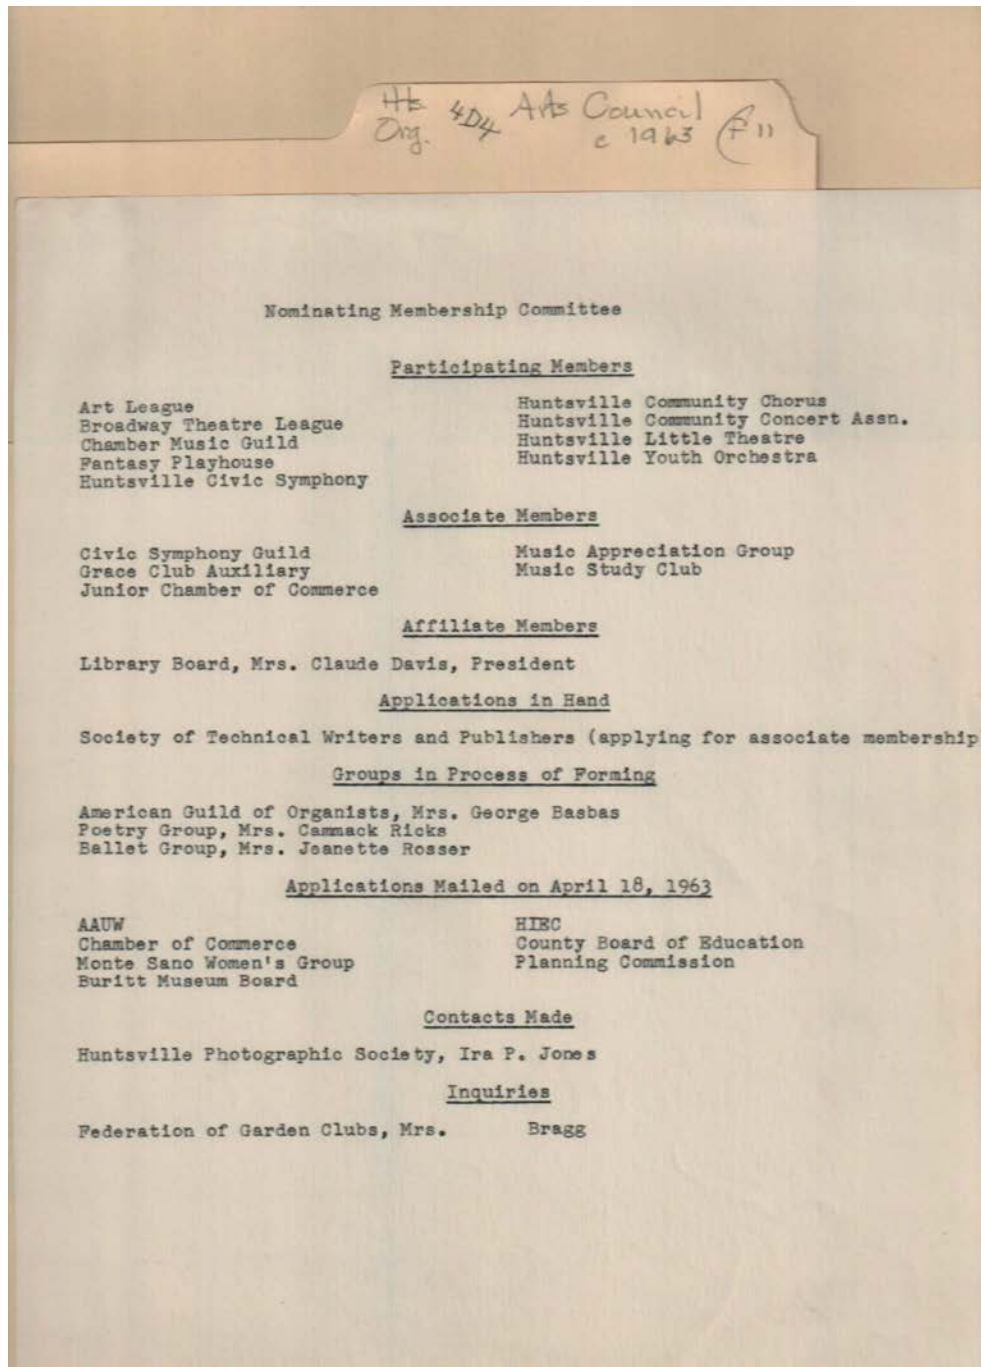 Hts. 4D4 Arts Council
Org. c 1963 F 11
Nominating Membership Committee
Participating Members
Art League
Broadway Theatre League
Chamber Music Guild
Fantasy Playhouse
Huntsville Civic Symphony
Huntsville Community Chorus
Huntsville Community Concert Assn.
Huntsville Little Theatre
Huntsville Youth Orchestra
Associate Members
Civic Symphony Guild
Grace Club Auxiliary
Junior Chamber of Commerce
Music Appreciation Group
Music Study Club
Affiliate Members
Library Board, Mrs. Claude Davis, President
Applications in Hand
Society of Technical Writers and Publishers (applying for associate membership
Groups in Process of Forming
American Guild of Organists, Mrs. George Basbas
Poetry Group, Mrs. Cammack Ricks
Ballet Group, Mrs. Jeanette Rosser
Applications Mailed on April 18, 1963
AAUW
Chamber of Commerce
Monte Sano Women's Group
Buritt Museum Board
HIEC
County Board of Education
Planning Commission
Contacts Made
Huntsville Photographic Society, Ira P. Jones
Inquiries
Federation of Garden Clubs, Mrs. Bragg